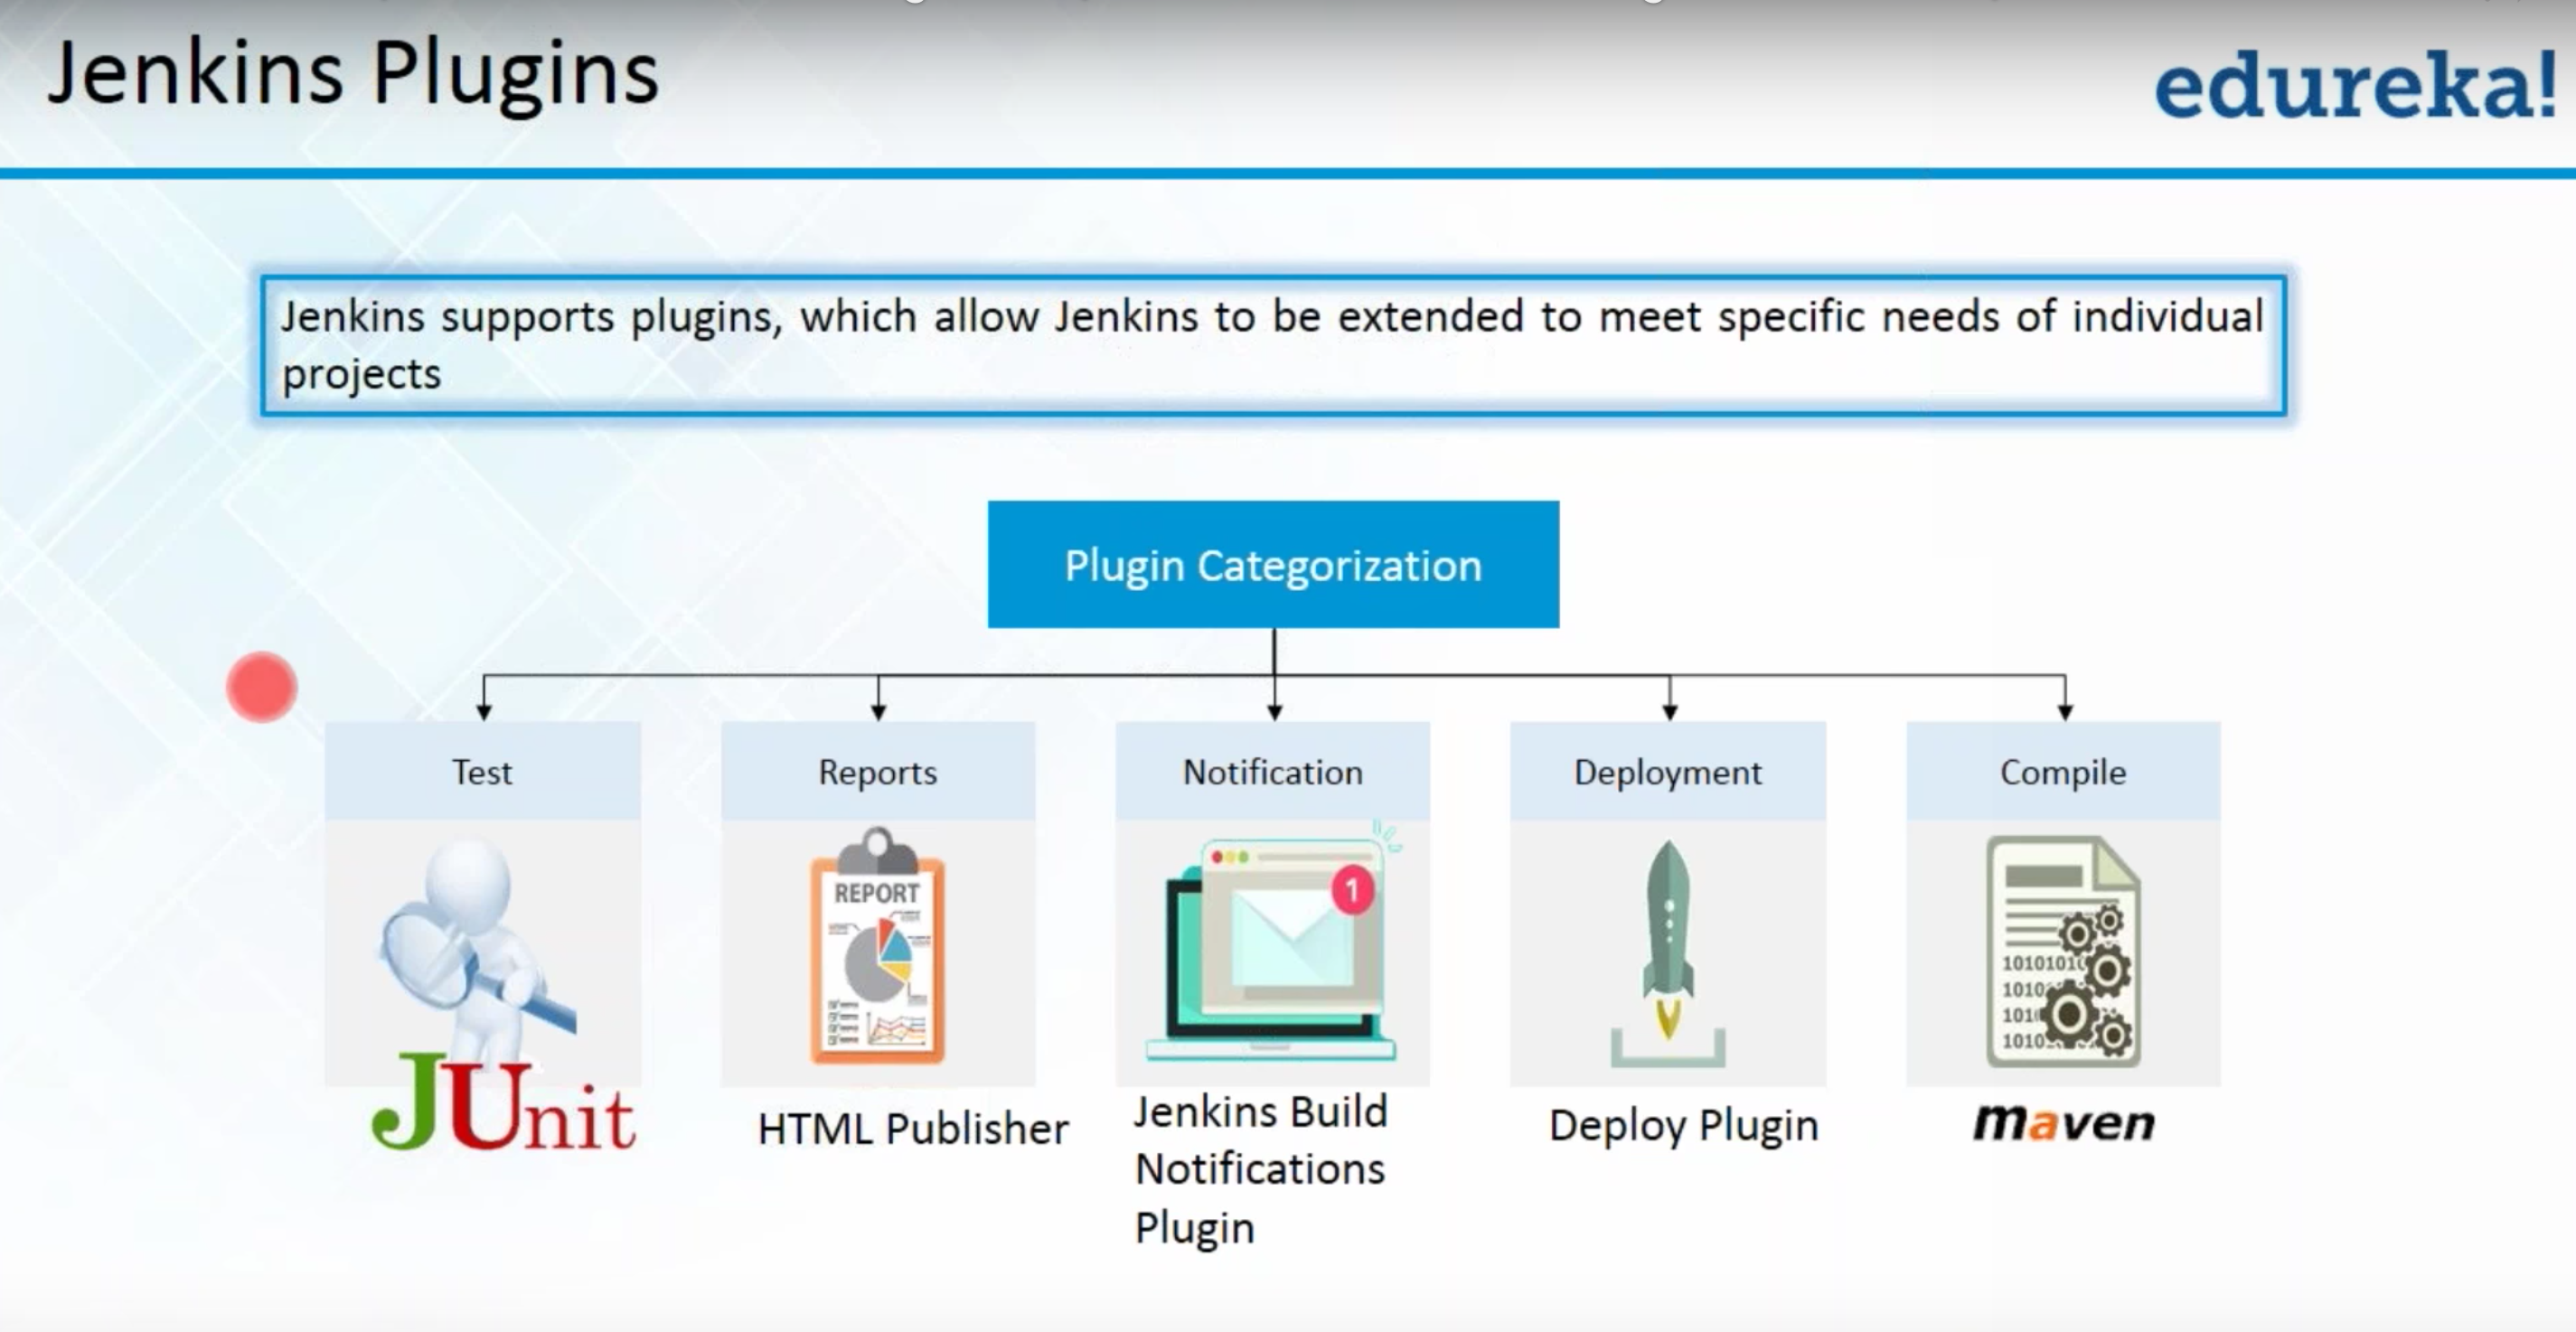 Jenkins Plugins
edureka!
Jenkins supports plugins, which allow Jenkins to be extended to meet specific needs of individual
projects
Plugin Categorization
Test
Reports
Notification
Deployment
Compile
REPORT
1
1010101
1010
101
1010
JUnit
HTML Publisher
Jenkins Build
Notifications
Plugin
Deploy Plugin
maven